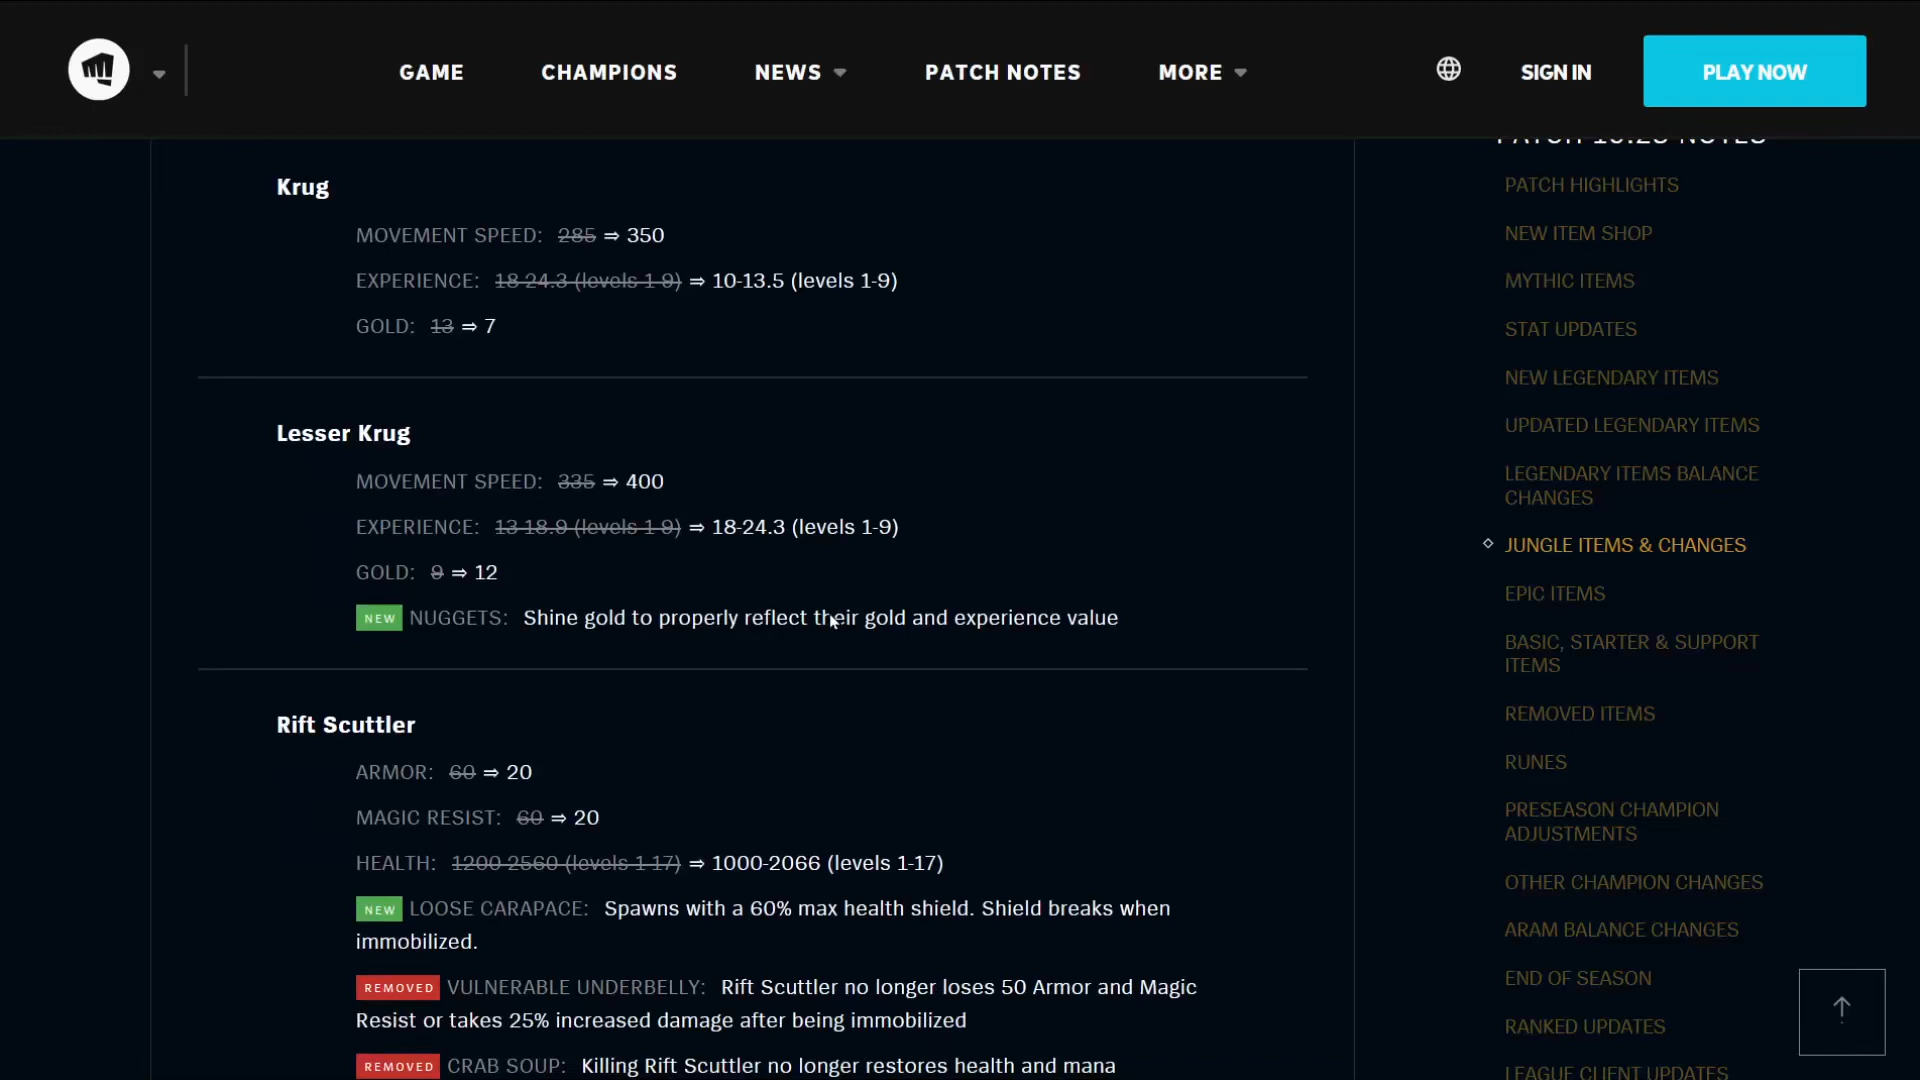 GAME
CHAMPIONS
NEWS
PATCH NOTES
MORE
SIGN IN
PLAY NOW
Krug
MOVEMENT SPEED: 285 ⇒ 350
EXPERIENCE: 18-24.3 (levels 1-9) ⇒ 10-13.5 (levels 1-9)
GOLD: 13 ⇒ 7
Lesser Krug
MOVEMENT SPEED: 335 ⇒ 400
EXPERIENCE: 13-18.9 (levels 1-9) ⇒ 18-24.3 (levels 1-9)
GOLD: 9 ⇒ 12
NEW NUGGETS: Shine gold to properly reflect their gold and experience value
Rift Scuttler
ARMOR: 60 ⇒ 20
MAGIC RESIST: 60 ⇒ 20
HEALTH: 1200-2560 (levels 1-17) ⇒ 1000-2066 (levels 1-17)
NEW LOOSE CARAPACE: Spawns with a 60% max health shield. Shield breaks when
immobilized.
REMOVED VULNERABLE UNDERBELLY: Rift Scuttler no longer loses 50 Armor and Magic
Resist or takes 25% increased damage after being immobilized
REMOVED CRAB SOUP: Killing Rift Scuttler no longer restores health and mana
PATCH 10.23 NOTES
PATCH HIGHLIGHTS
NEW ITEM SHOP
MYTHIC ITEMS
STAT UPDATES
NEW LEGENDARY ITEMS
UPDATED LEGENDARY ITEMS
LEGENDARY ITEMS BALANCE
CHANGES
JUNGLE ITEMS & CHANGES
EPIC ITEMS
BASIC, STARTER & SUPPORT
ITEMS
REMOVED ITEMS
RUNES
PRESEASON CHAMPION
ADJUSTMENTS
OTHER CHAMPION CHANGES
ARAM BALANCE CHANGES
END OF SEASON
RANKED UPDATES
LEAGUE CLIENT UPDATES